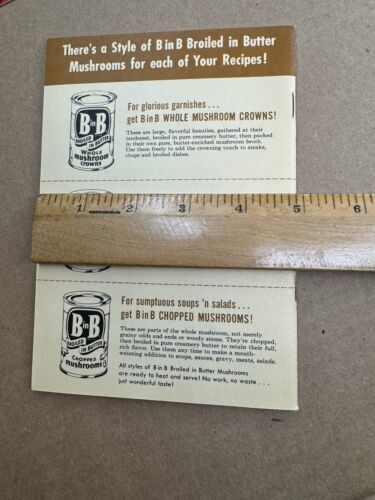 There's a Style of B in B Broiled in Butter
Mushrooms for each of Your Recipes!
For glorious garnishes . . .
get B in B WHOLE MUSHROOM CROWNS!
These are large, flavorful beauties, gathered at their
tenderest, broiled in pure creamery butter, then packed
in their own pure, butter-enriched mushroom broth.
Use them freely to add the crowning touch to steaks,
chops and broiled dishes.
B in B
BROILED IN BUTTER
WHOLE
mushroom
CROWNS
1 2 3 4 5 6
For sumptuous soups 'n salads . . .
get B in B CHOPPED MUSHROOMS!
These are parts of the whole mushroom, not merely
grainy odds and ends or woody stems. They're chopped,
then broiled in pure creamery butter to retain their full,
rich flavor. Use them any time to make a mouth-
watering addition to soups, sauces, gravy, meats, salads.
All styles of B in B Broiled in Butter Mushrooms
are ready to heat and serve! No work, no waste . . .
just wonderful taste!
B in B
BROILED IN BUTTER
CHOPPED
mushrooms